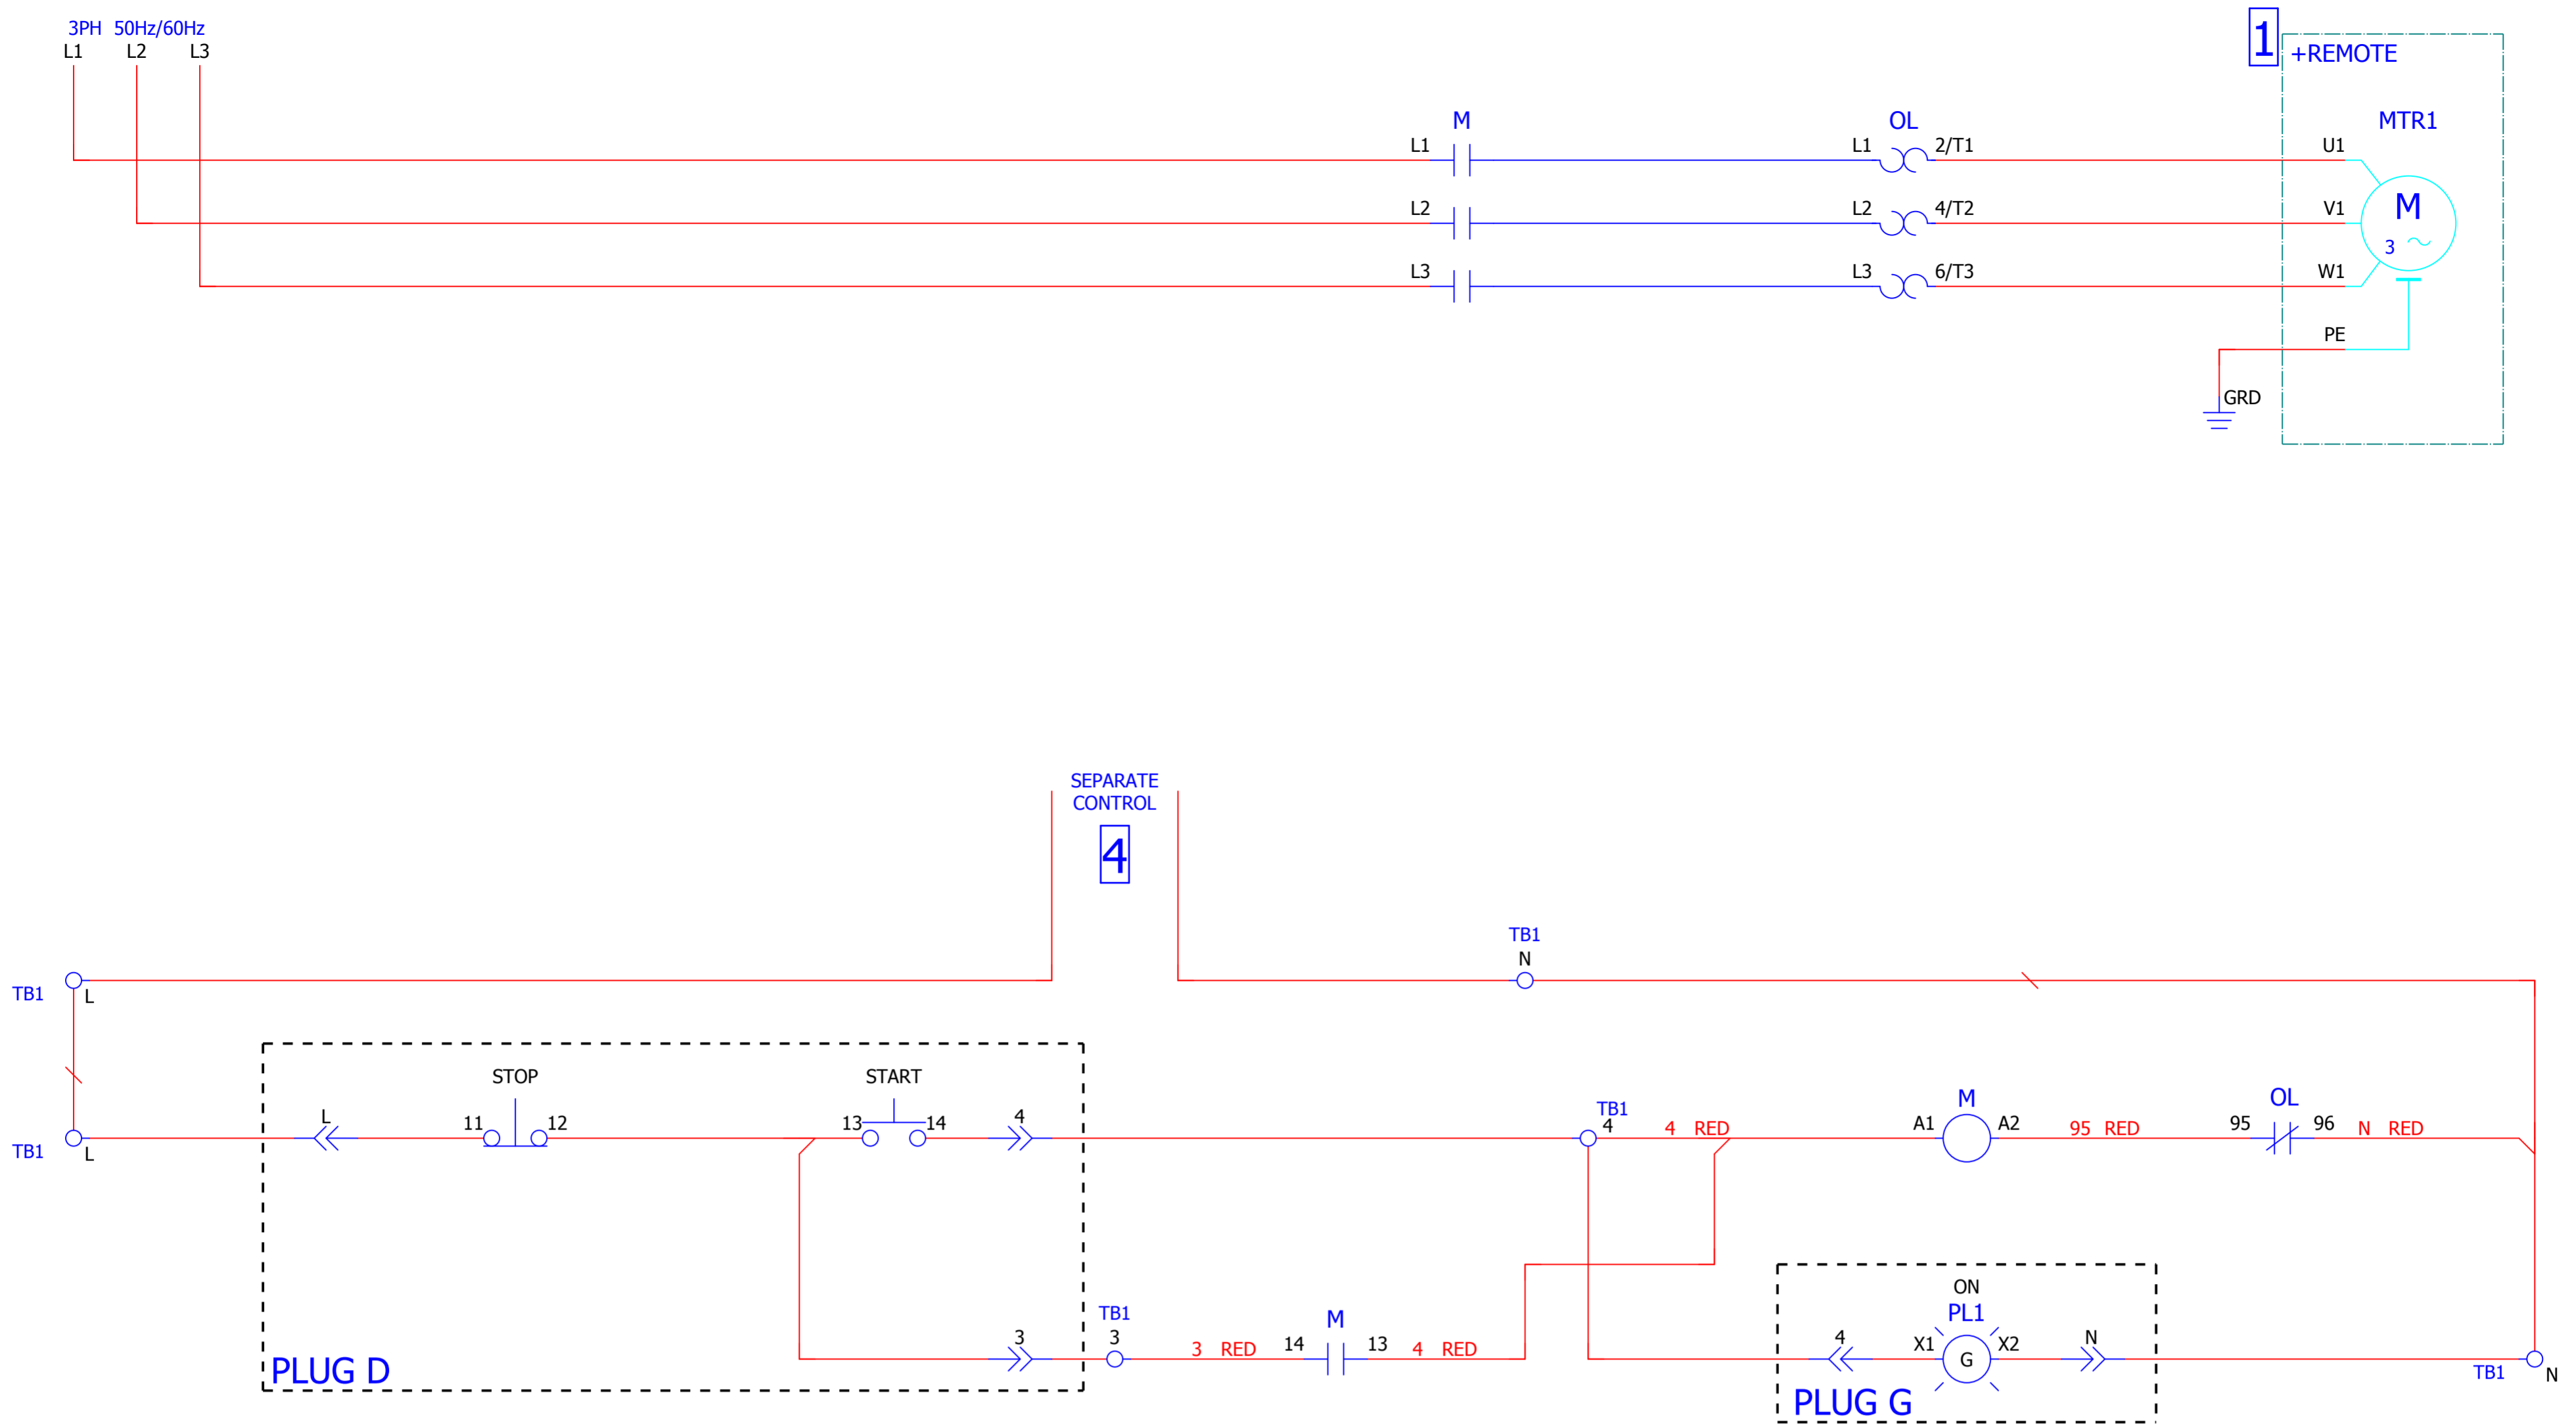 3PH 50Hz/60Hz
L1 L2 L3
1
+REMOTE
M OL MTR1
L1 L1 2/T1 U1
L2 L2 4/T2 V1
M
3
L3 L3 6/T3 W1
PE
GRD
SEPARATE
CONTROL
4
TB1
N
TB1 L
STOP START
L 11 12 13 14 4
TB1 L
TB1
4
4 RED
M
A1 A2
95 RED
OL
95 96
N RED
3
TB1
3
3 RED
M
14 13
4 RED
PLUG D
ON
PL1
4 X1 G X2 N
PLUG G
TB1 N